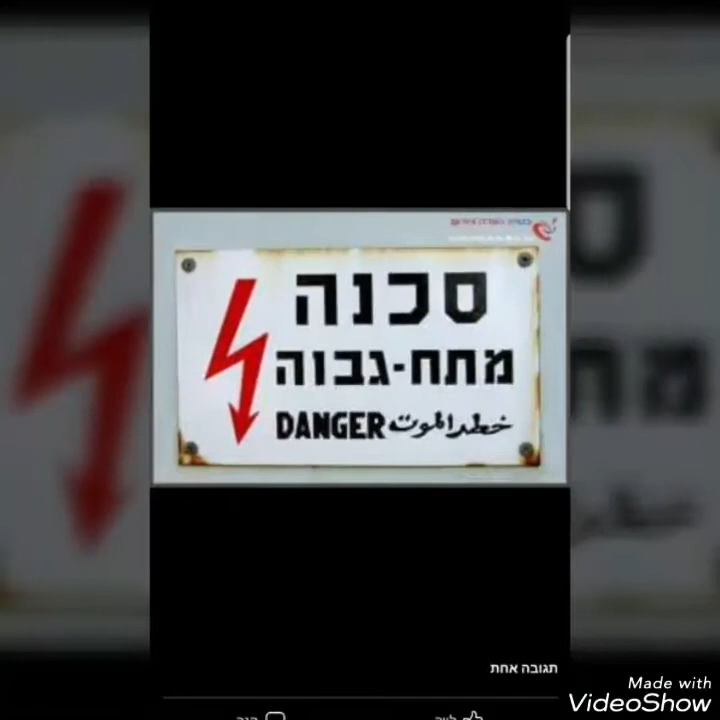 סכנה
מתח-גבוה
DANGER خطر الموت
תגובה אחת
Made with
VideoShow